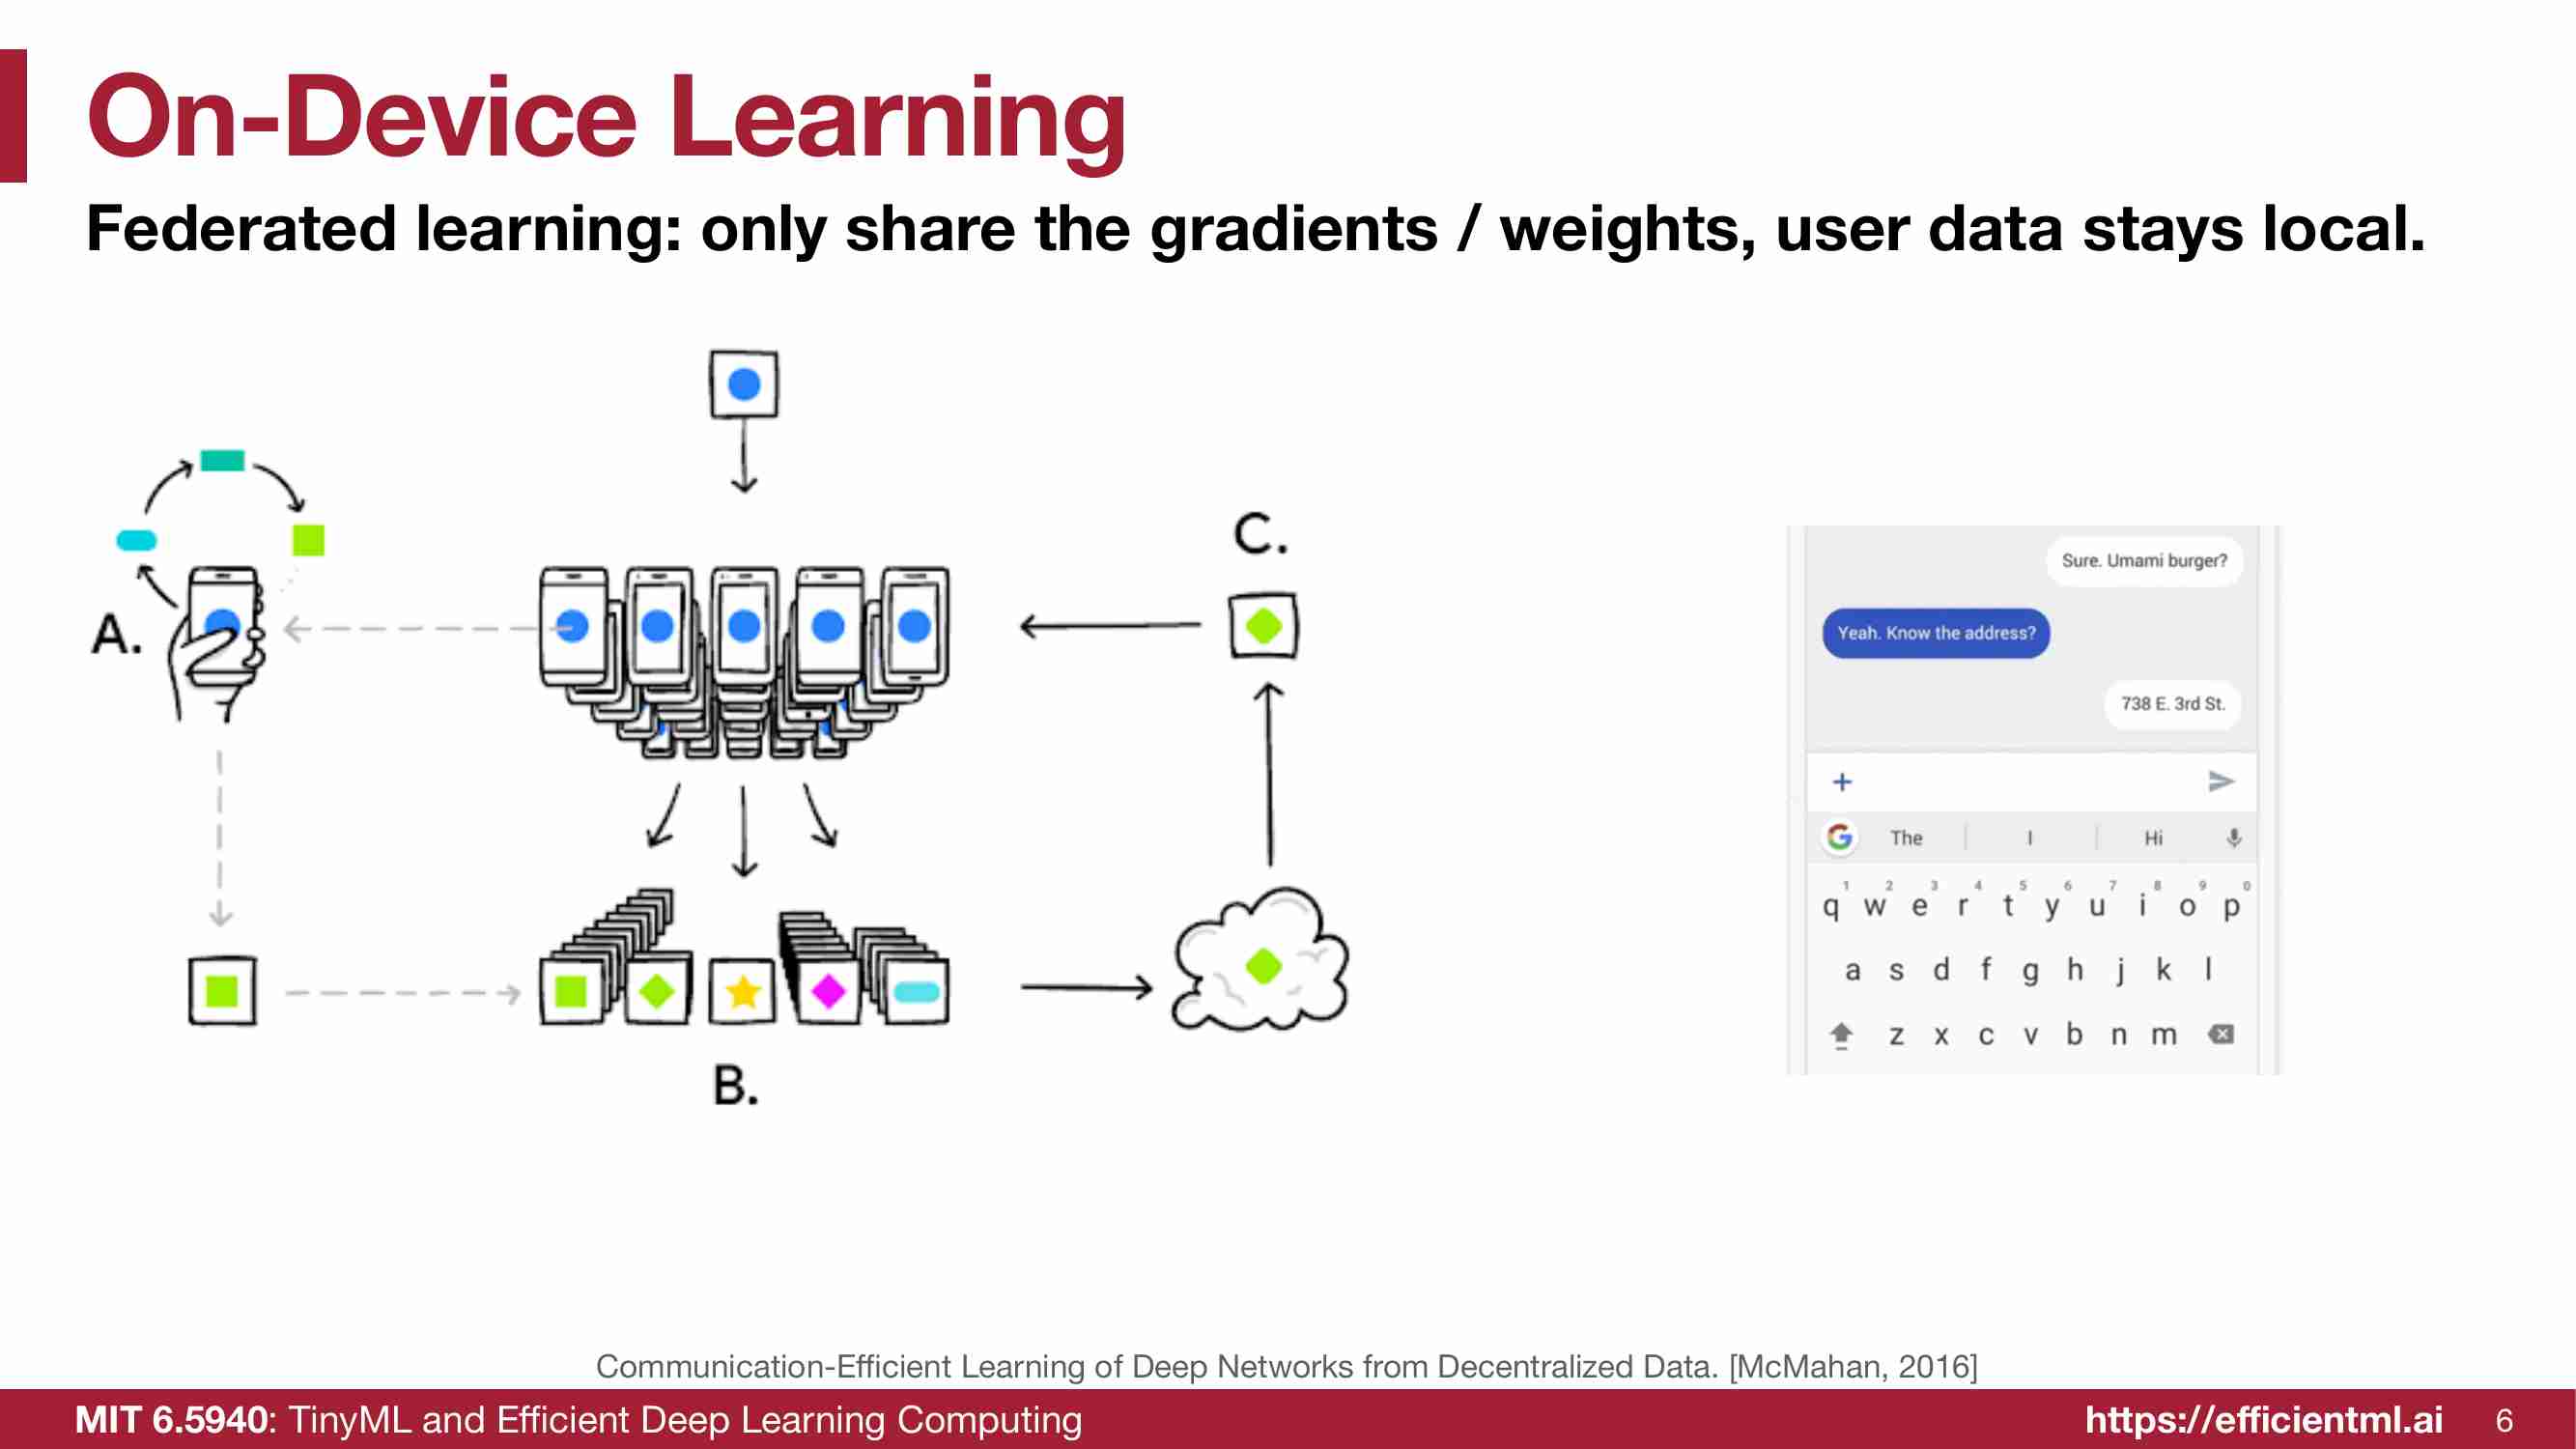 On-Device Learning
Federated learning: only share the gradients / weights, user data stays local.
A.
B.
C.
Sure. Umami burger?
Yeah. Know the address?
738 E. 3rd St.
+
G The I Hi
1 2 3 4 5 6 7 8 9 0
q w e r t y u i o p
a s d f g h j k l
z x c v b n m
Communication-Efficient Learning of Deep Networks from Decentralized Data. [McMahan, 2016]
MIT 6.5940: TinyML and Efficient Deep Learning Computing
https://efficientml.ai 6